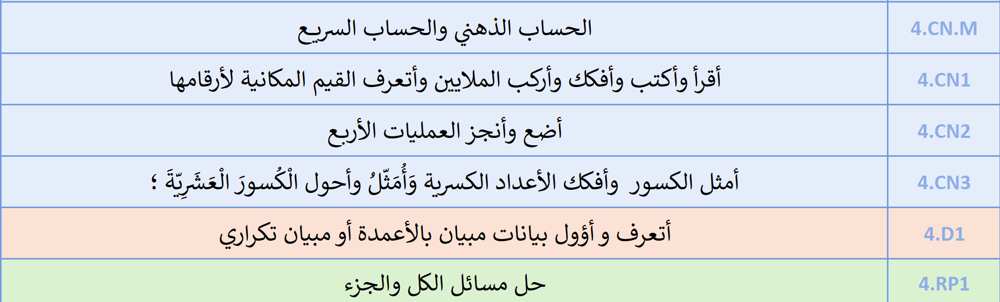 4.CN.M الحساب الذهني والحساب السريع
4.CN1 أقرأ وأكتب وأفكك وأركب الملايين وأتعرف القيم المكانية لأرقامها
4.CN2 أضع وأنجز العمليات الأربع
4.CN3 أمثل الكسور وأفكك الأعداد الكسرية وَأُمَثّلُ وأحول الْكُسورَ الْعَشَرِيّةَ ؛
4.D1 أتعرف و أؤول بيانات مبيان بالأعمدة أو مبيان تكراري
4.RP1 حل مسائل الكل والجزء